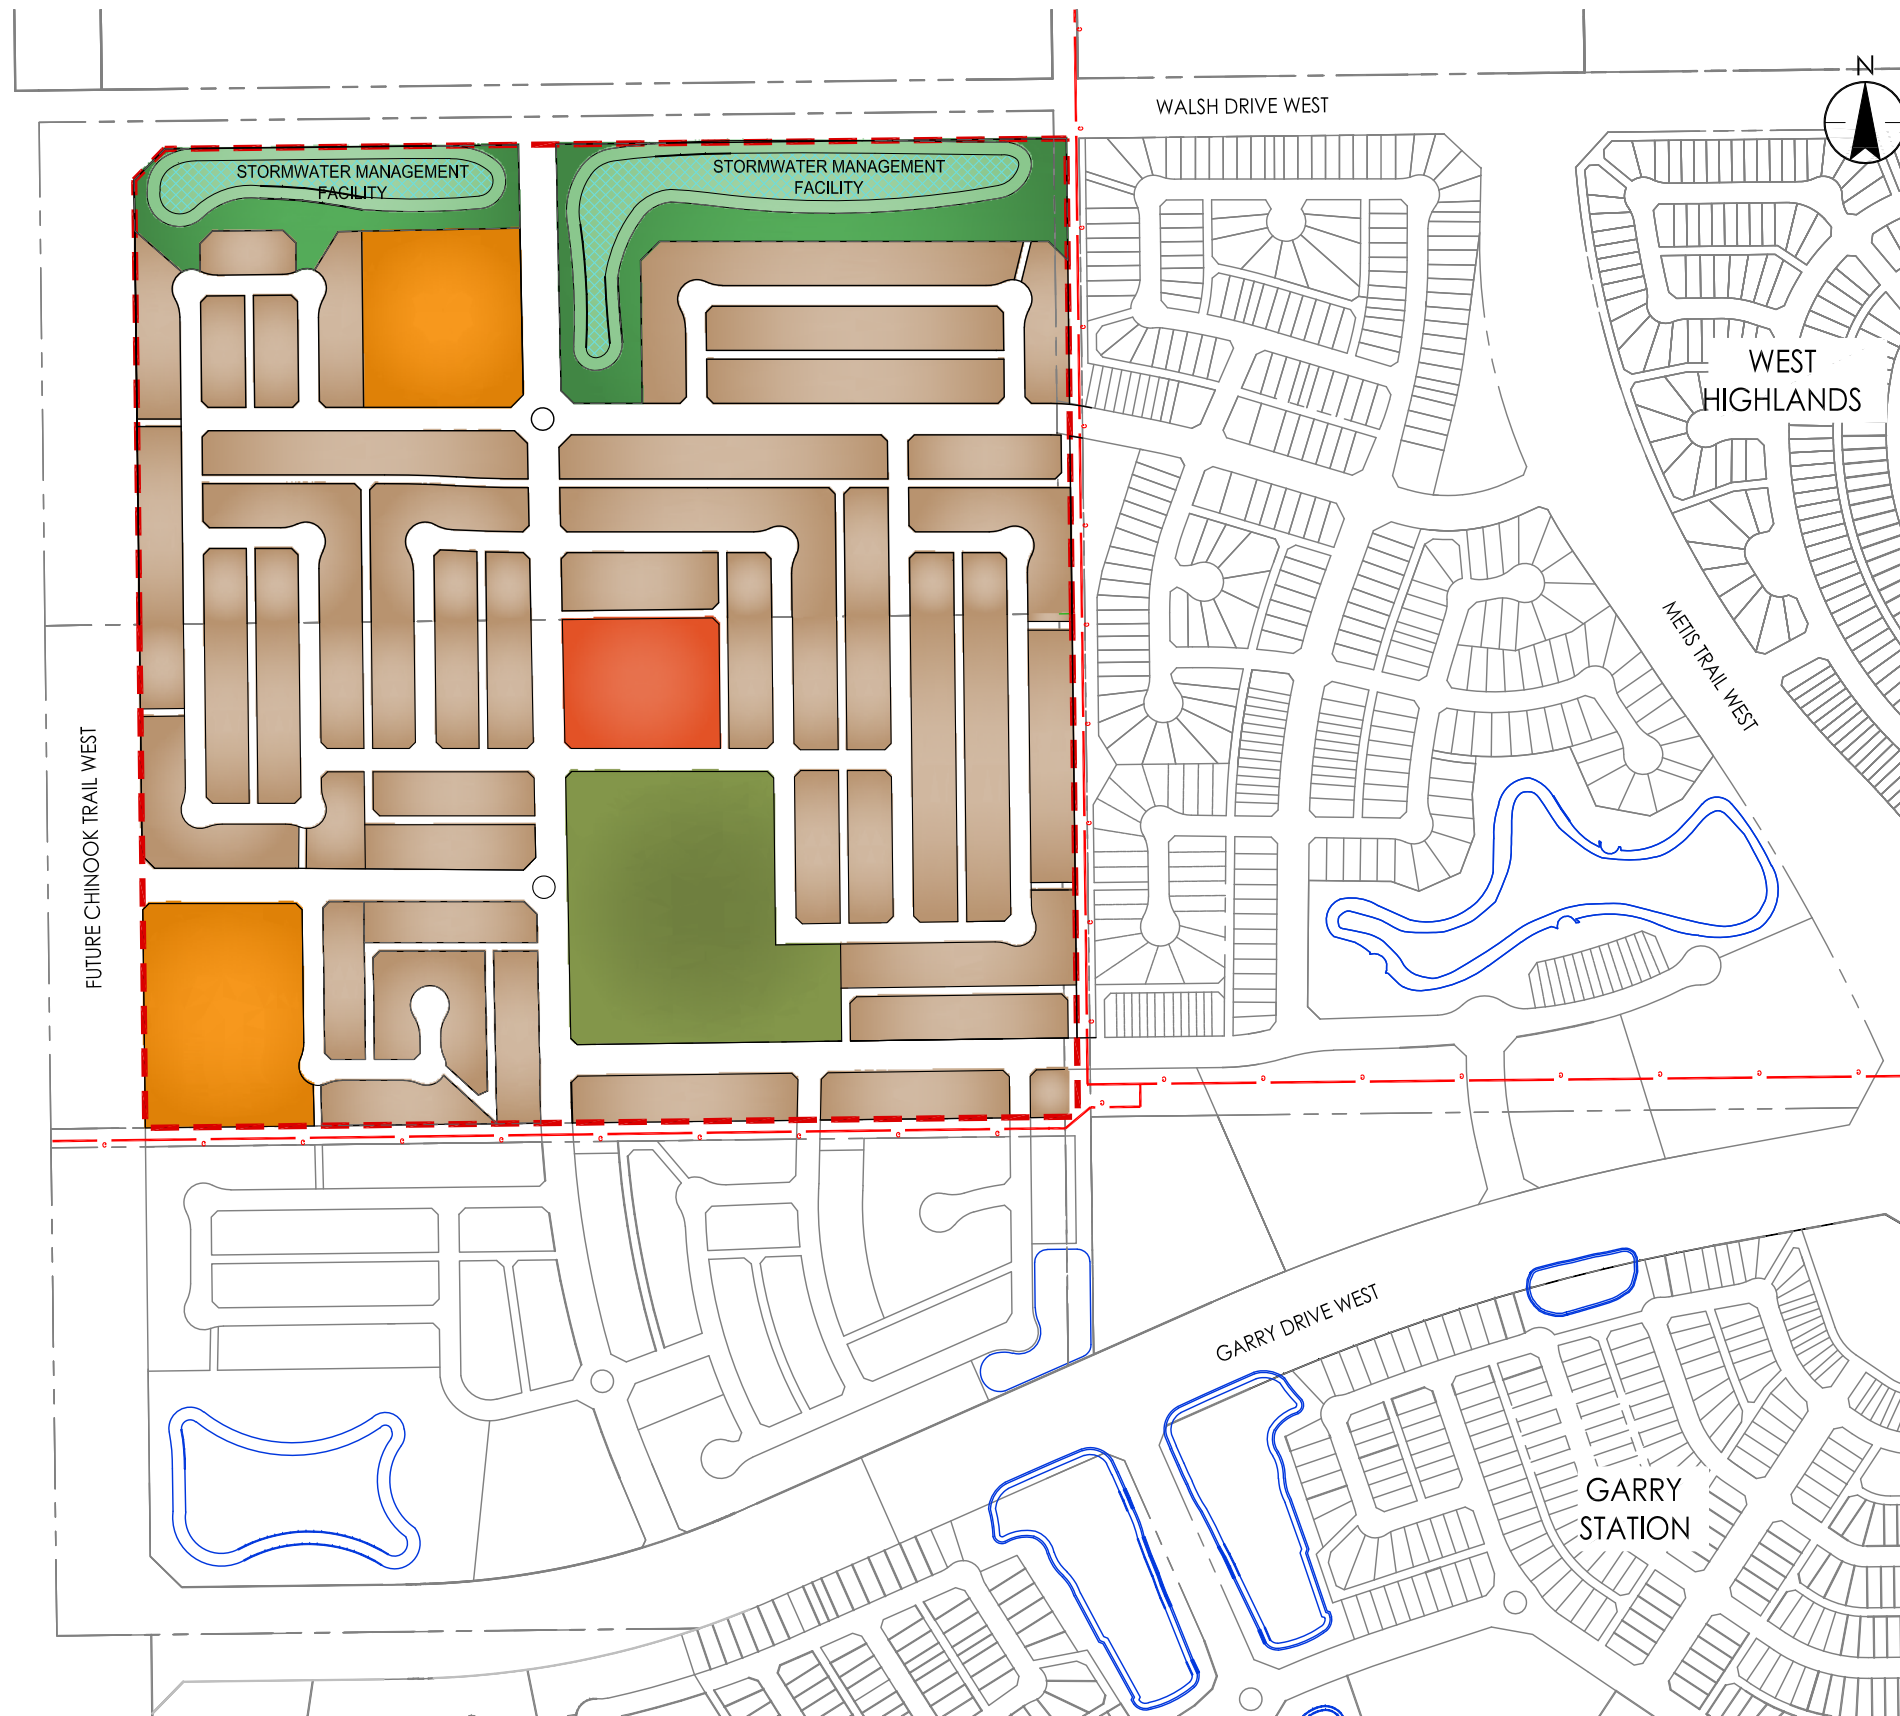 N
WALSH DRIVE WEST
STORMWATER MANAGEMENT
FACILITY
STORMWATER MANAGEMENT
FACILITY
WEST
HIGHLANDS
METIS TRAIL WEST
FUTURE CHINOOK TRAIL WEST
GARRY DRIVE WEST
GARRY
STATION